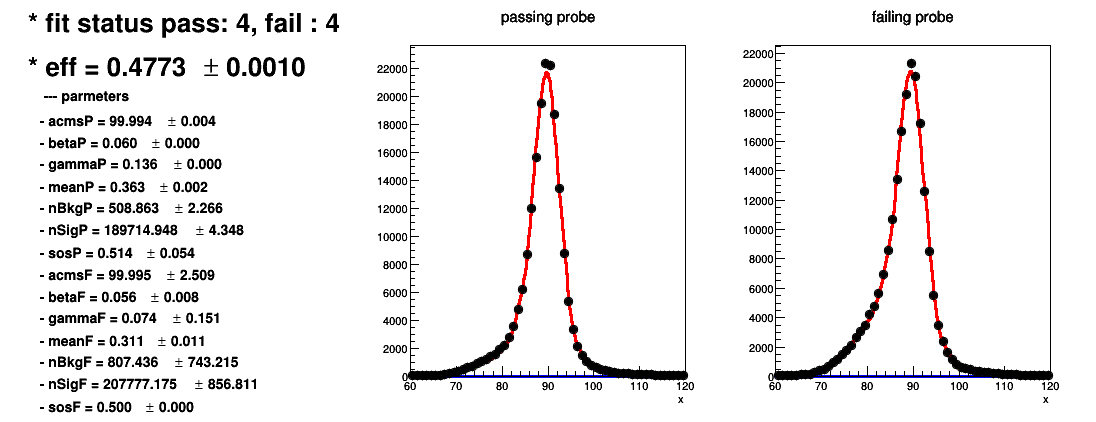 * fit status pass: 4, fail : 4
* eff = 0.4773 ± 0.0010
--- parmeters
- acmsP = 99.994 ± 0.004
- betaP = 0.060 ± 0.000
- gammaP = 0.136 ± 0.000
- meanP = 0.363 ± 0.002
- nBkgP = 508.863 ± 2.266
- nSigP = 189714.948 ± 4.348
- sosP = 0.514 ± 0.054
- acmsF = 99.995 ± 2.509
- betaF = 0.056 ± 0.008
- gammaF = 0.074 ± 0.151
- meanF = 0.311 ± 0.011
- nBkgF = 807.436 ± 743.215
- nSigF = 207777.175 ± 856.811
- sosF = 0.500 ± 0.000
passing probe
22000
20000
18000
16000
14000
12000
10000
8000
6000
4000
2000
0
60 70 80 90 100 110 120
x
failing probe
22000
20000
18000
16000
14000
12000
10000
8000
6000
4000
2000
0
60 70 80 90 100 110 120
x